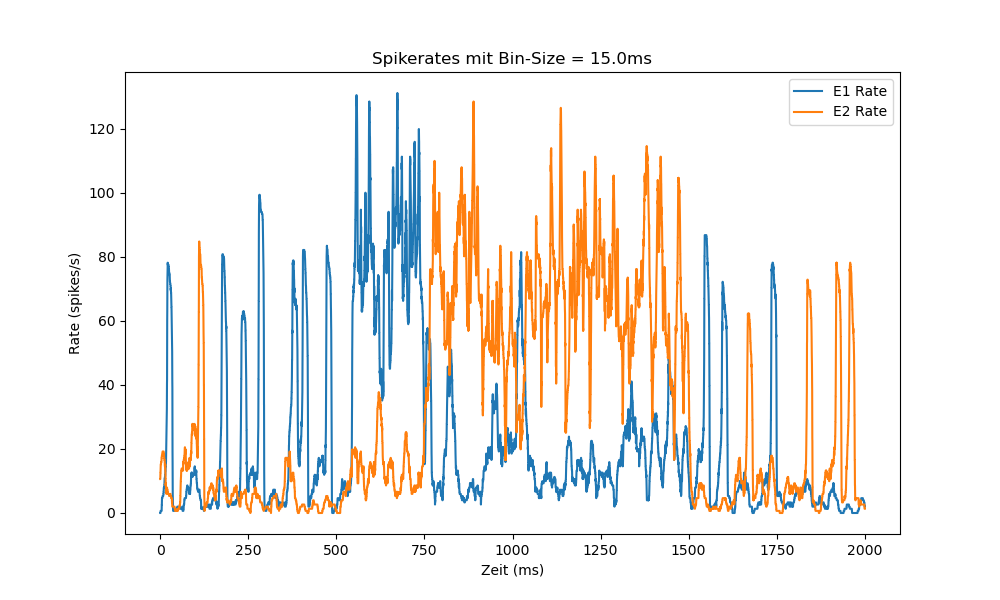 Spikerates mit Bin-Size = 15.0ms
E1 Rate
E2 Rate
Rate (spikes/s)
120
100
80
60
40
20
0
0 250 500 750 1000 1250 1500 1750 2000
Zeit (ms)